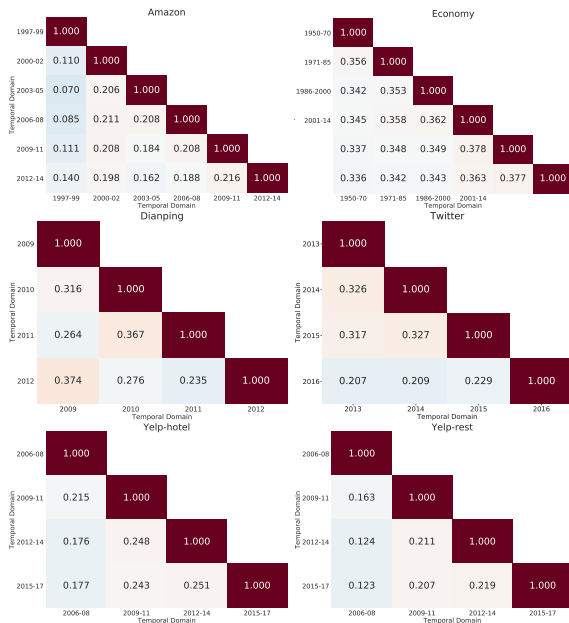 Amazon
Temporal Domain
1997-99 1.000
2000-02 0.110 1.000
2003-05 0.070 0.206 1.000
2006-08 0.085 0.211 0.208 1.000
2009-11 0.111 0.208 0.184 0.208 1.000
2012-14 0.140 0.198 0.162 0.188 0.216 1.000
1997-99 2000-02 2003-05 2006-08 2009-11 2012-14
Temporal Domain
Economy
1950-70 1.000
1971-85 0.356 1.000
1986-2000 0.342 0.353 1.000
2001-14 0.345 0.358 0.362 1.000
0.337 0.348 0.349 0.378 1.000
0.336 0.342 0.343 0.363 0.377 1.000
1950-70 1971-85 1986-2000 2001-14
Temporal Domain
Dianping
Temporal Domain
2009 1.000
2010 0.316 1.000
2011 0.264 0.367 1.000
2012 0.374 0.276 0.235 1.000
2009 2010 2011 2012
Temporal Domain
Twitter
Temporal Domain
2013 1.000
2014 0.326 1.000
2015 0.317 0.327 1.000
2016 0.207 0.209 0.229 1.000
2013 2014 2015 2016
Temporal Domain
Yelp-hotel
Temporal Domain
2006-08 1.000
2009-11 0.215 1.000
2012-14 0.176 0.248 1.000
2015-17 0.177 0.243 0.251 1.000
2006-08 2009-11 2012-14 2015-17
Temporal Domain
Yelp-rest
Temporal Domain
2006-08 1.000
2009-11 0.163 1.000
2012-14 0.124 0.211 1.000
2015-17 0.123 0.207 0.219 1.000
2006-08 2009-11 2012-14 2015-17
Temporal Domain